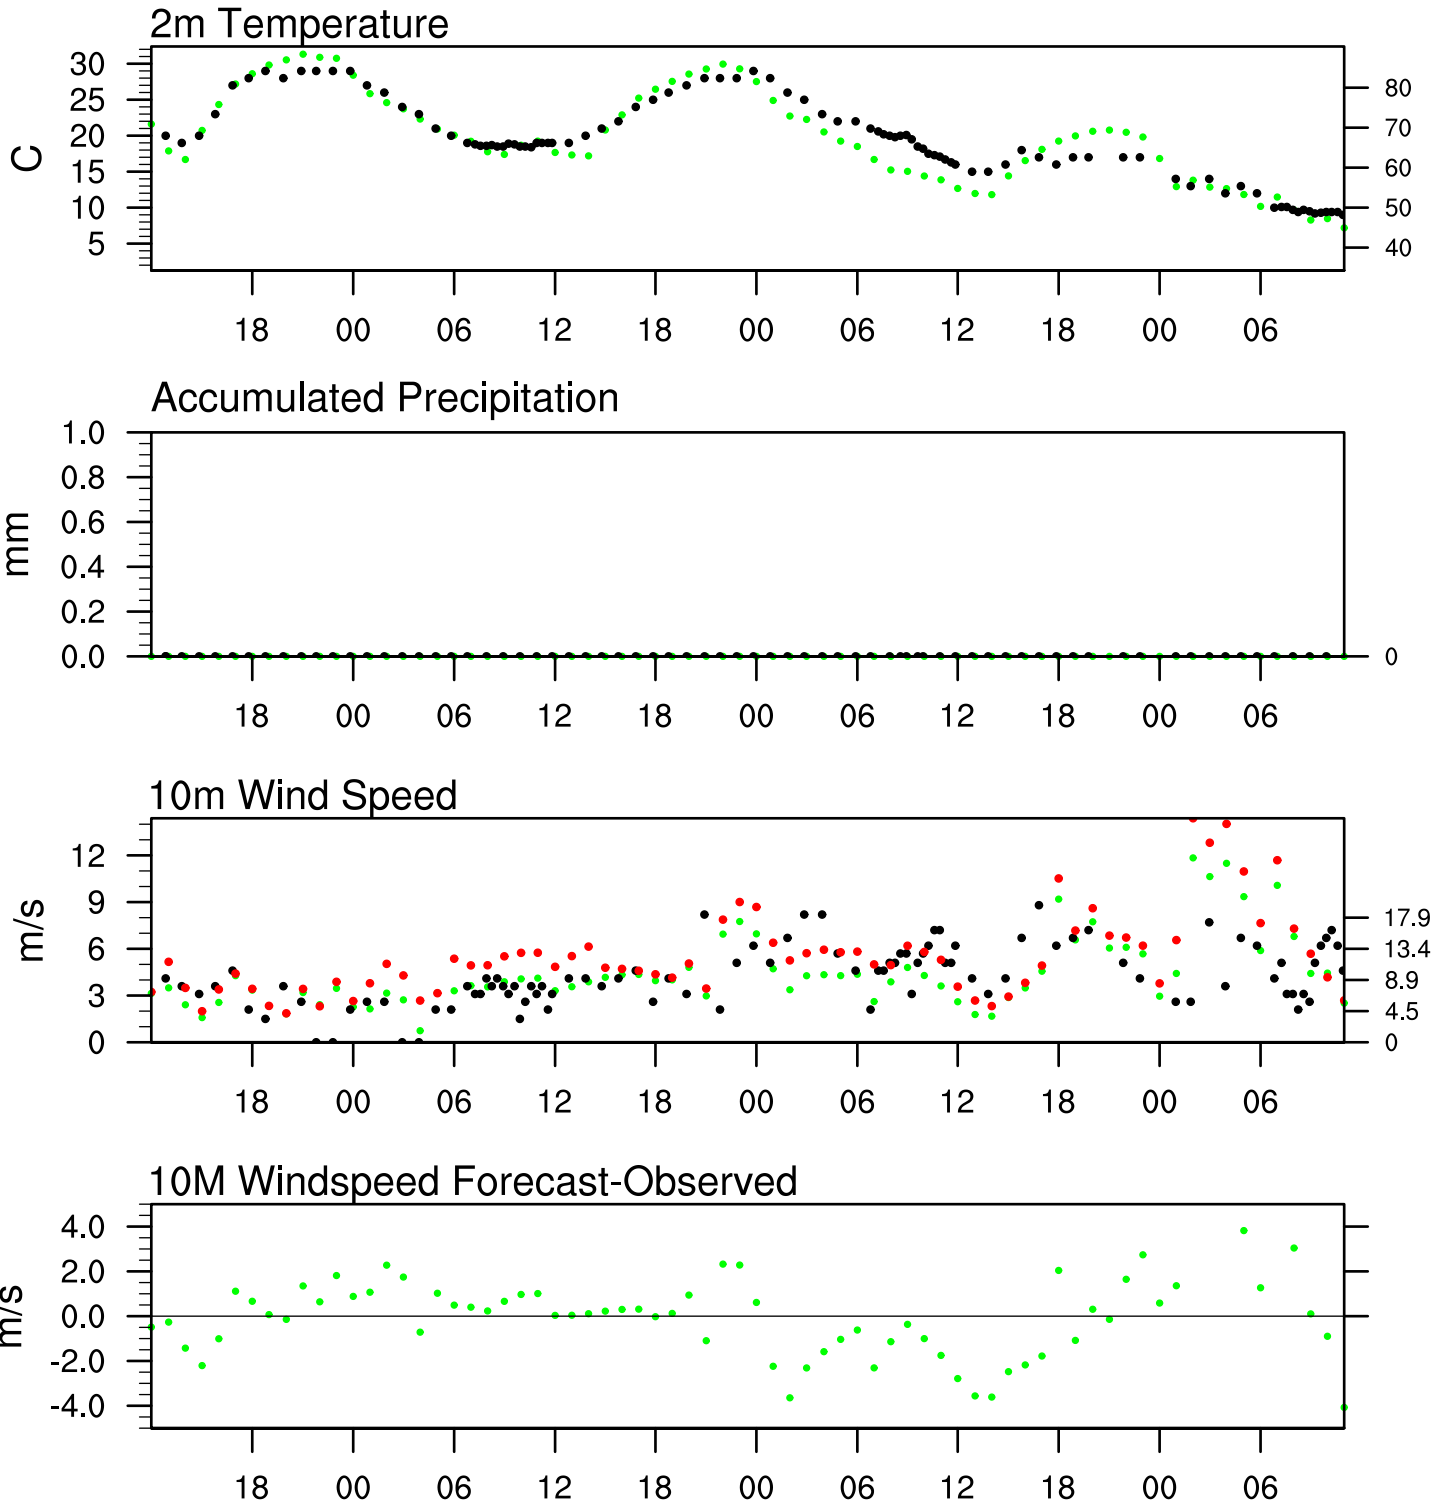 2m Temperature
30
25
20
15
10
5
C
80
70
60
50
40
18 00 06 12 18 00 06 12 18 00 06
Accumulated Precipitation
1.0
0.8
0.6
0.4
0.2
0.0
mm
0
18 00 06 12 18 00 06 12 18 00 06
10m Wind Speed
12
9
6
3
0
m/s
17.9
13.4
8.9
4.5
0
18 00 06 12 18 00 06 12 18 00 06
10M Windspeed Forecast-Observed
4.0
2.0
0.0
-2.0
-4.0
m/s
18 00 06 12 18 00 06 12 18 00 06